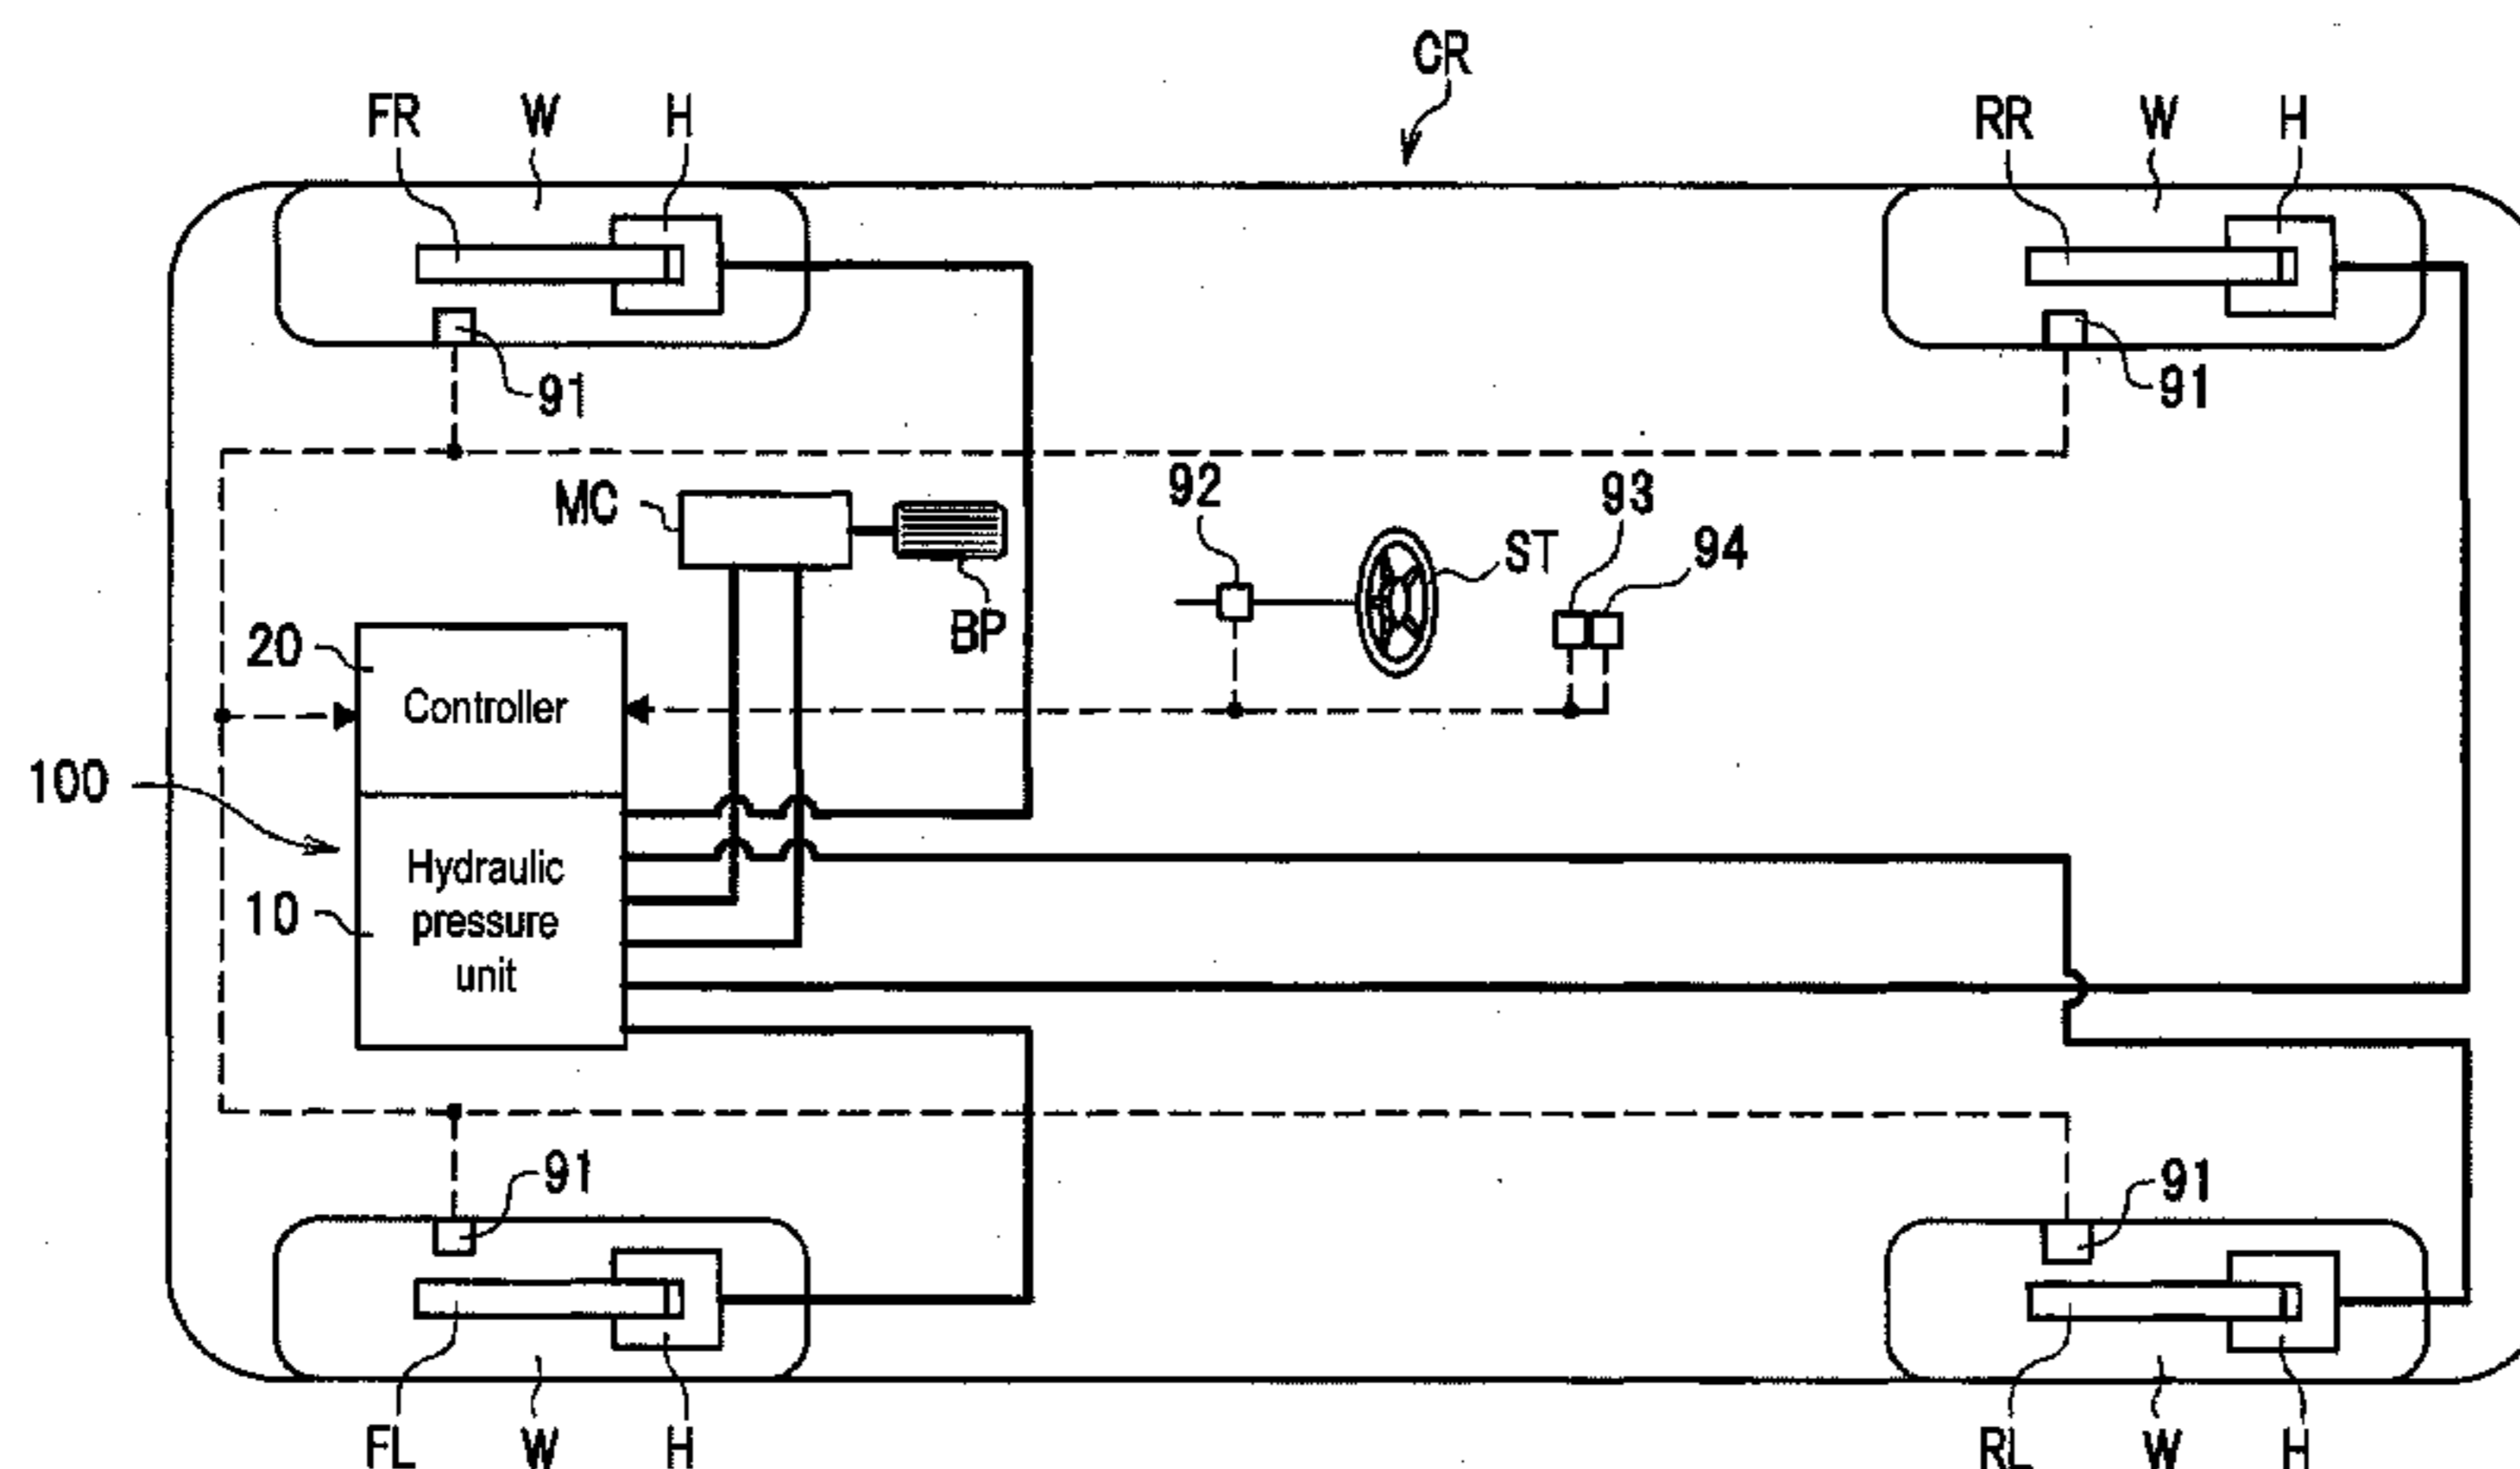 CR
FR W H
RR W H
91
91
MC
92
93
94
ST
BP
20
Controller
100
Hydraulic
pressure
unit
10
91
91
FL W H
RL W H